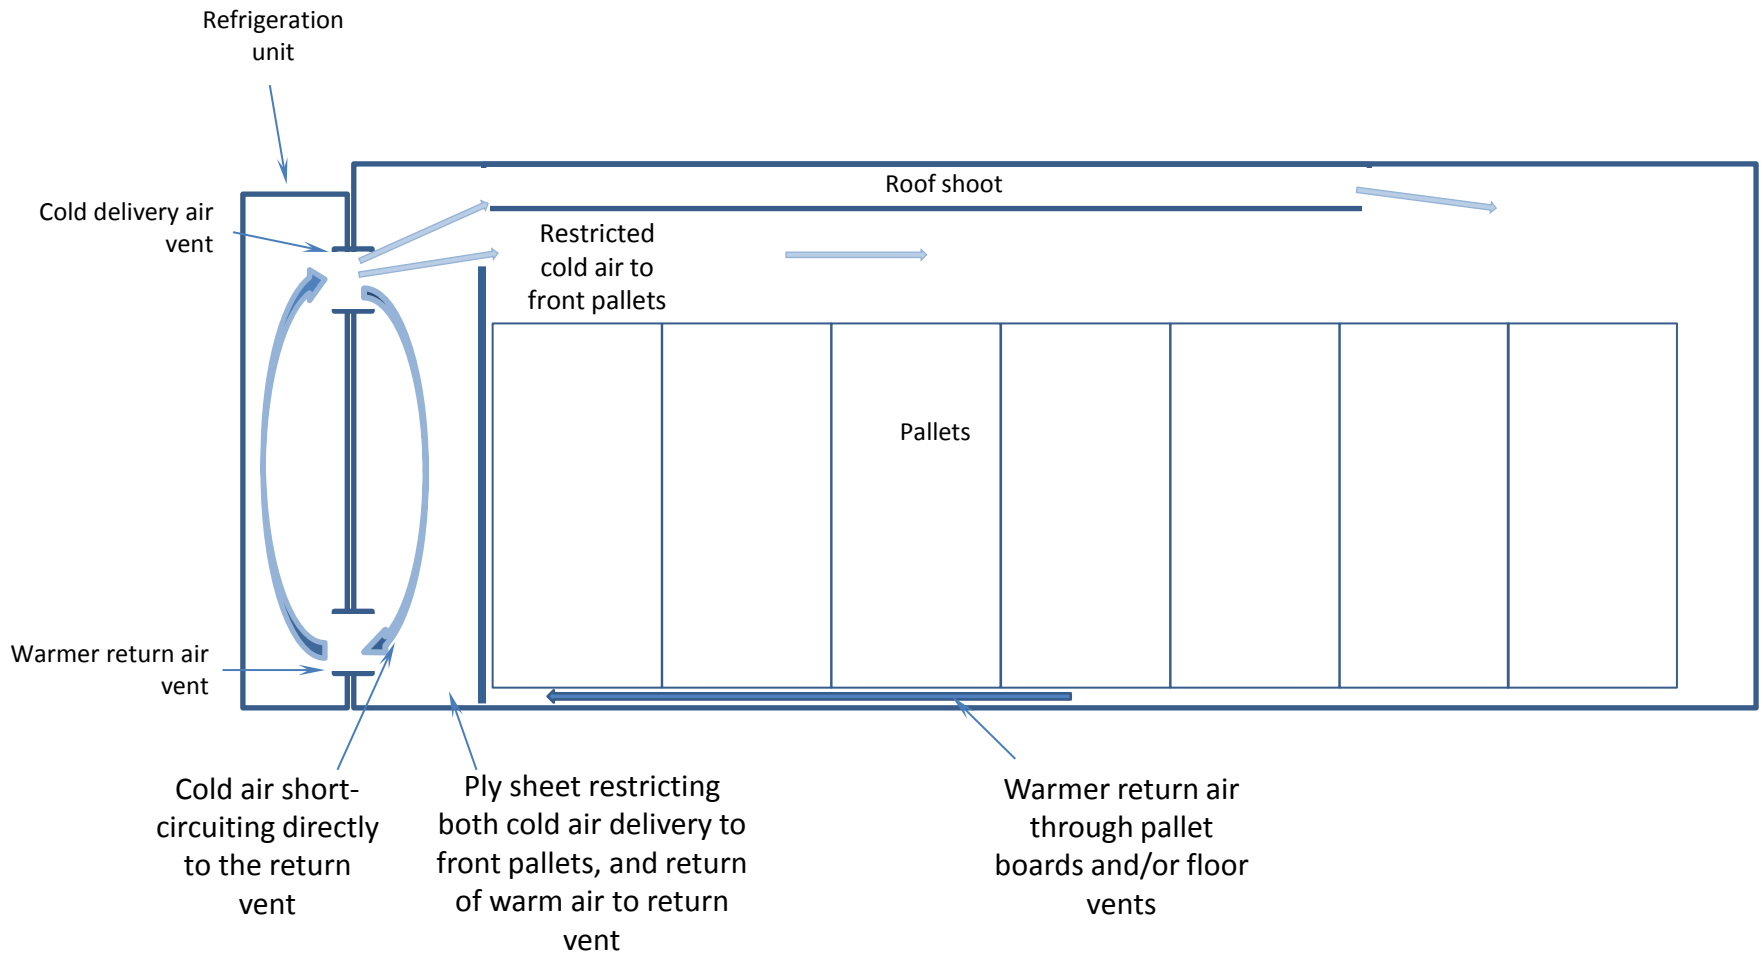 Refrigeration
unit
Cold delivery air
vent
Roof shoot
Restricted
cold air to
front pallets
Pallets
Warmer return air
vent
Cold air short-
circuiting directly
to the return
vent
Ply sheet restricting
both cold air delivery to
front pallets, and return
of warm air to return
vent
Warmer return air
through pallet
boards and/or floor
vents